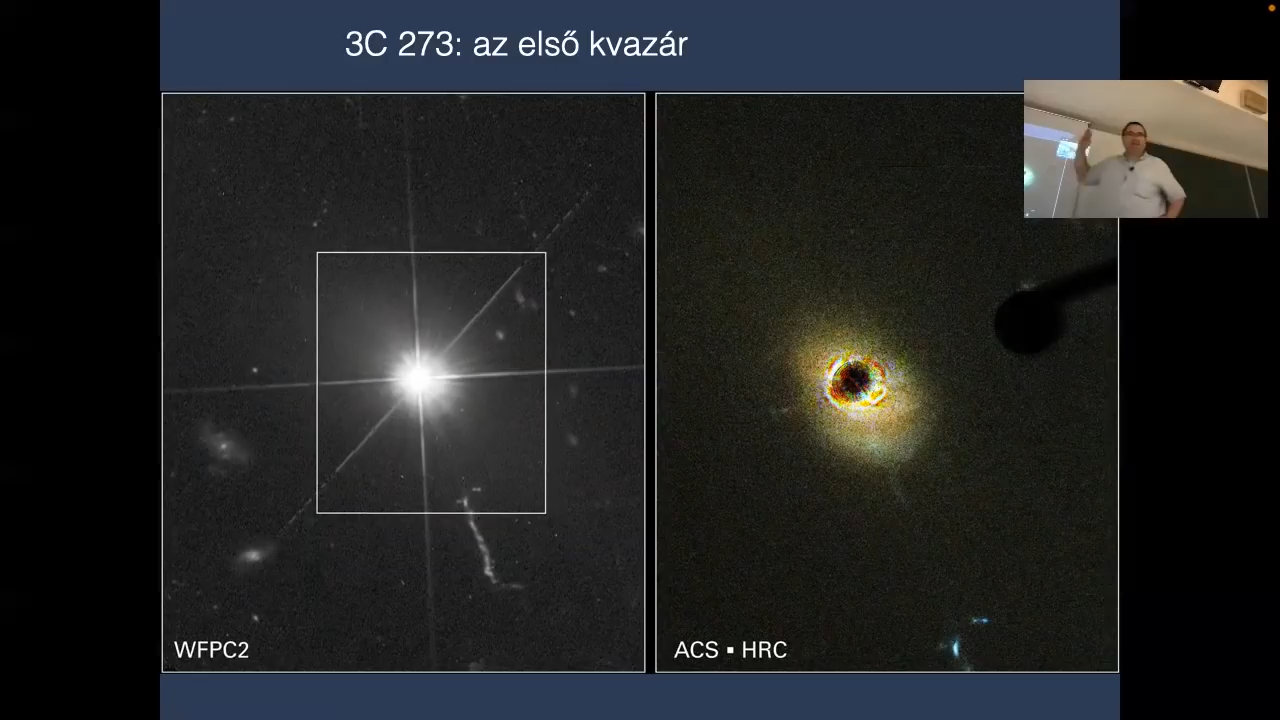 3C 273: az első kvazár
WFPC2
ACS ▪ HRC